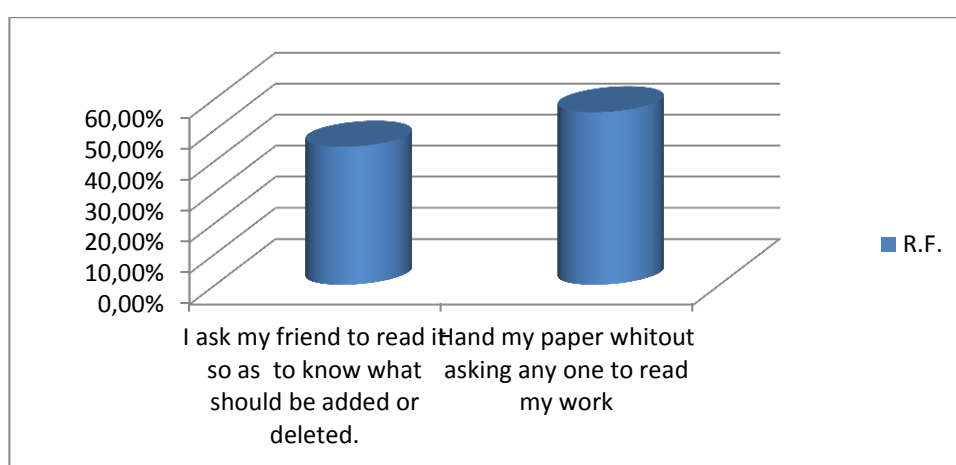 60,00%
50,00%
40,00%
30,00%
20,00%
10,00%
0,00%
I ask my friend to read it
so as to know what
should be added or
deleted.
Hand my paper whitout
asking any one to read
my work
R.F.